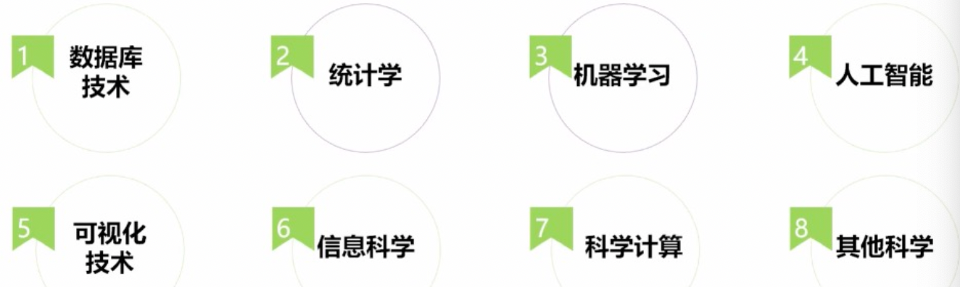 1 数据库
技术
2 统计学
3 机器学习
4 人工智能
5 可视化
技术
6 信息科学
7 科学计算
8 其他科学